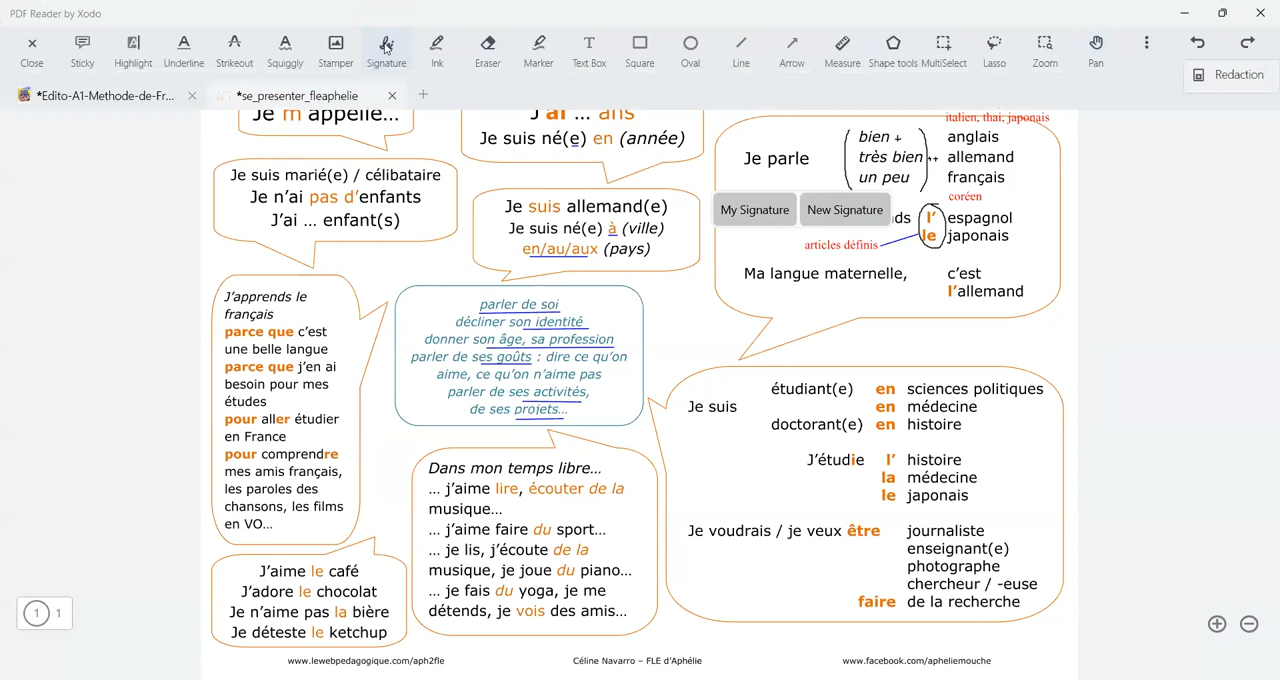 PDF Reader by Xodo
Close
Sticky
Highlight
Underline
Strikeout
Squiggly
Stamper
Signature
Ink
Eraser
Marker
Text Box
Square
Oval
Line
Arrow
Measure
Shape tools
MultiSelect
Lasso
Zoom
Pan
Redaction
*Edito-A1-Methode-de-Fr...
*se_presenter_fleaphelie
Je m'appelle...
J'ai ... ans
Je suis né(e) en (année)
Je suis marié(e) / célibataire
Je n'ai pas d'enfants
J'ai ... enfant(s)
Je suis allemand(e)
Je suis né(e) à (ville)
en/au/aux (pays)
italien, thai, japonais
Je parle
bien +
très bien ++
un peu
anglais
allemand
français
coréen
My Signature
New Signature
ds l' espagnol
le japonais
articles définis
Ma langue maternelle, c'est
l'allemand
J'apprends le
français
parce que c'est
une belle langue
parce que j'en ai
besoin pour mes
études
pour aller étudier
en France
pour comprendre
mes amis français,
les paroles des
chansons, les films
en VO...
parler de soi
décliner son identité
donner son âge, sa profession
parler de ses goûts : dire ce qu'on
aime, ce qu'on n'aime pas
parler de ses activités,
de ses projets...
Je suis
étudiant(e) en sciences politiques
en médecine
doctorant(e) en histoire
J'étudie l' histoire
la médecine
le japonais
Je voudrais / je veux être journaliste
enseignant(e)
photographe
chercheur / -euse
faire de la recherche
Dans mon temps libre...
... j'aime lire, écouter de la
musique...
... j'aime faire du sport...
... je lis, j'écoute de la
musique, je joue du piano...
... je fais du yoga, je me
détends, je vois des amis...
J'aime le café
J'adore le chocolat
Je n'aime pas la bière
Je déteste le ketchup
1 1
www.lewebpedagogique.com/aph2fle
Céline Navarro – FLE d'Aphélie
www.facebook.com/apheliemouche